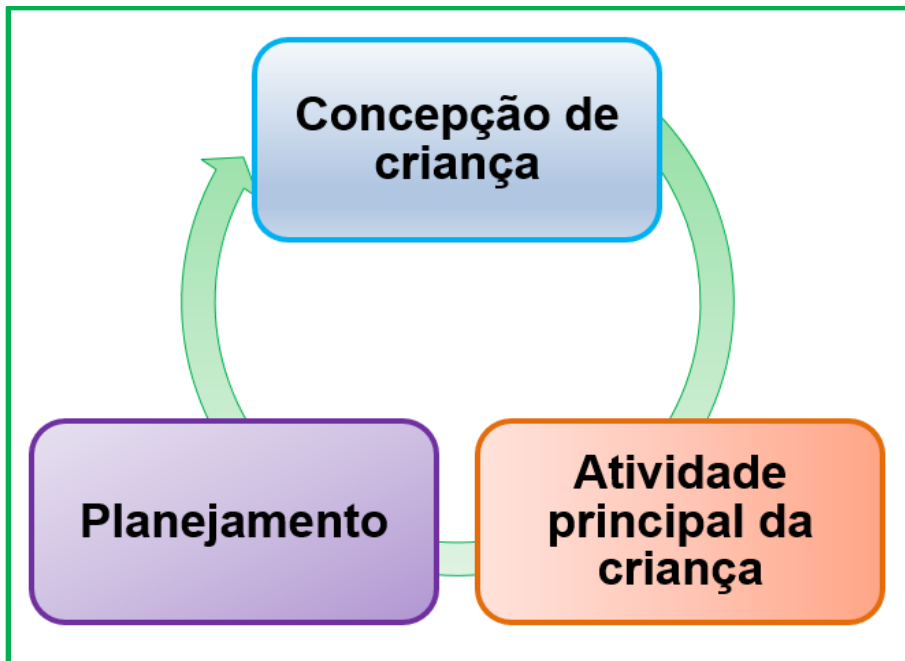 Concepção de
criança
Planejamento
Atividade
principal da
criança